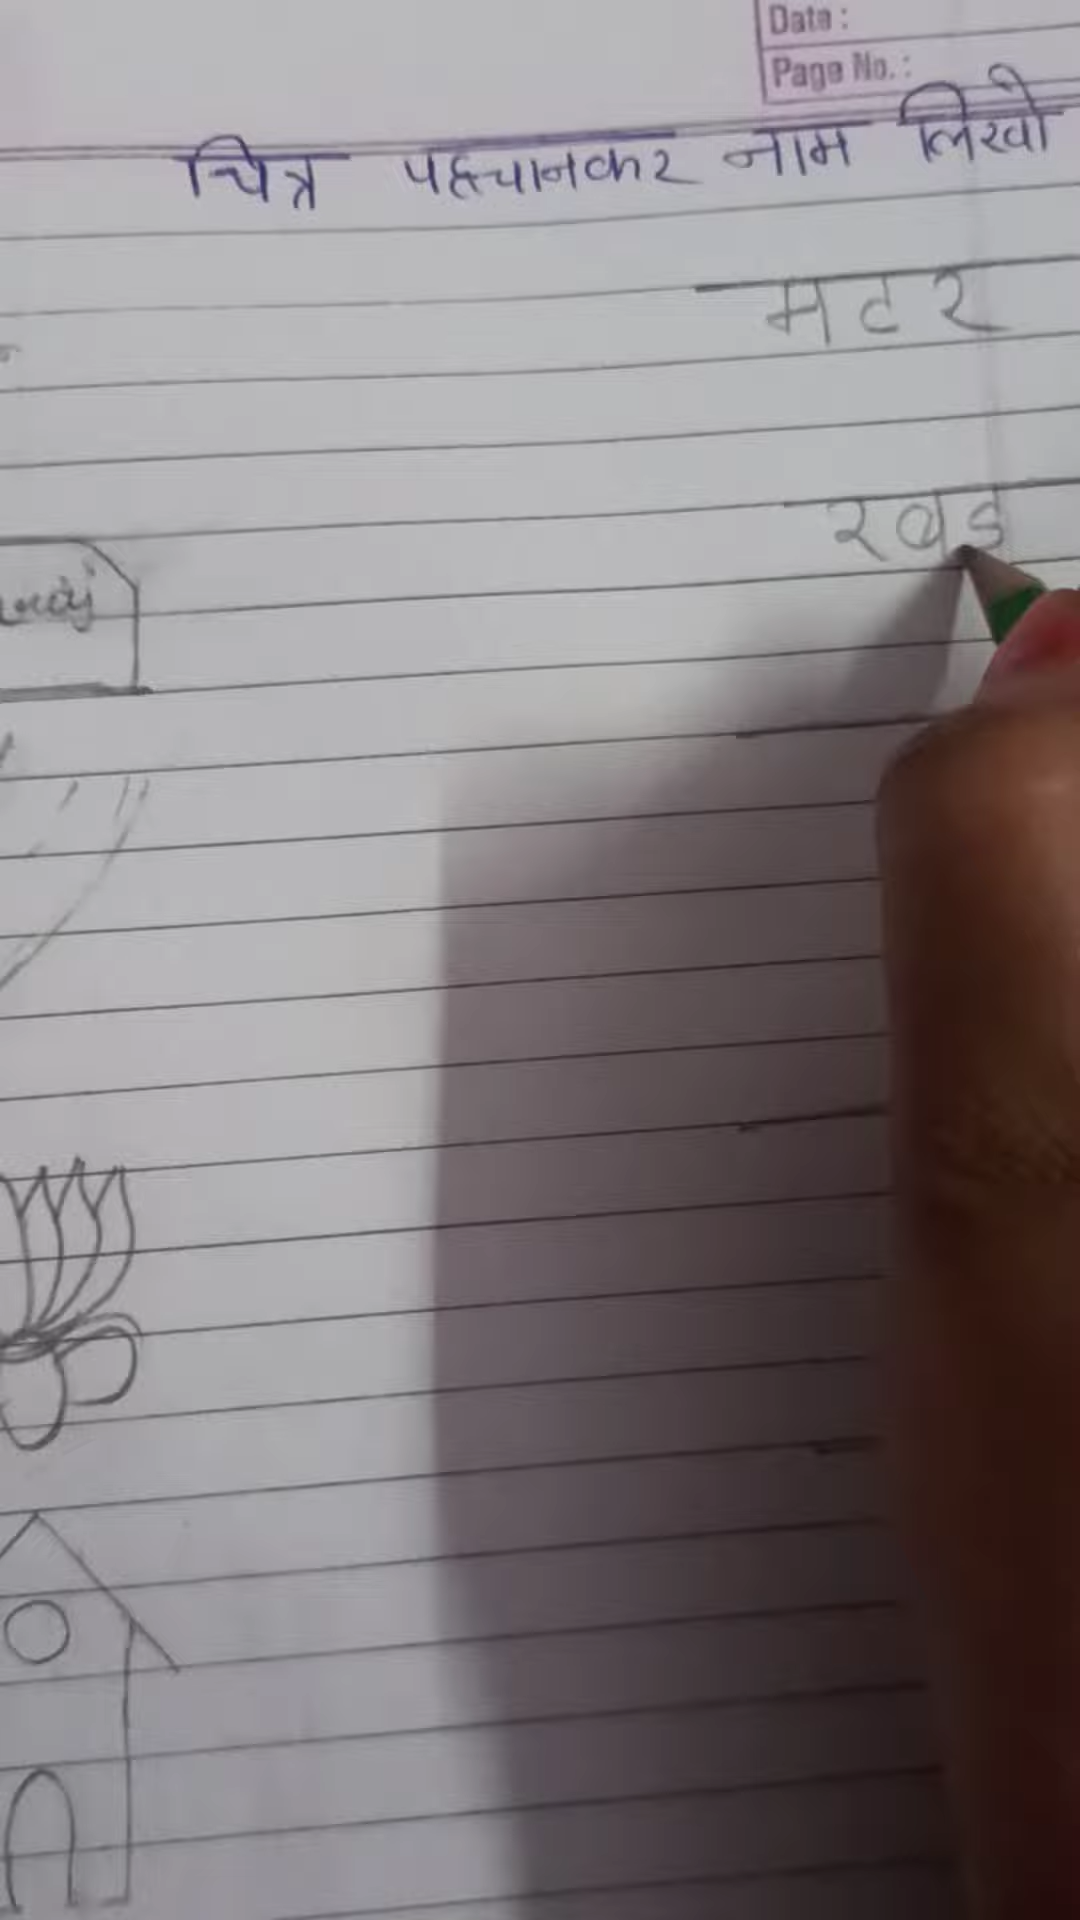 Date :
Page No. :
चित्र पहचानकर नाम लिखो
मटर
रबड